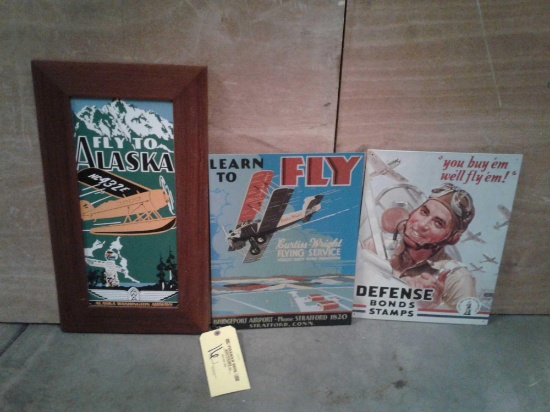 FLY TO
ALASKA
LEARN
TO
FLY
Curtiss-Wright
FLYING SERVICE
BRIDGEPORT AIRPORT - Phone STRATFORD 1820
STRATFORD, CONN.
"you buy 'em
we'll fly 'em!"
DEFENSE
BONDS
STAMPS